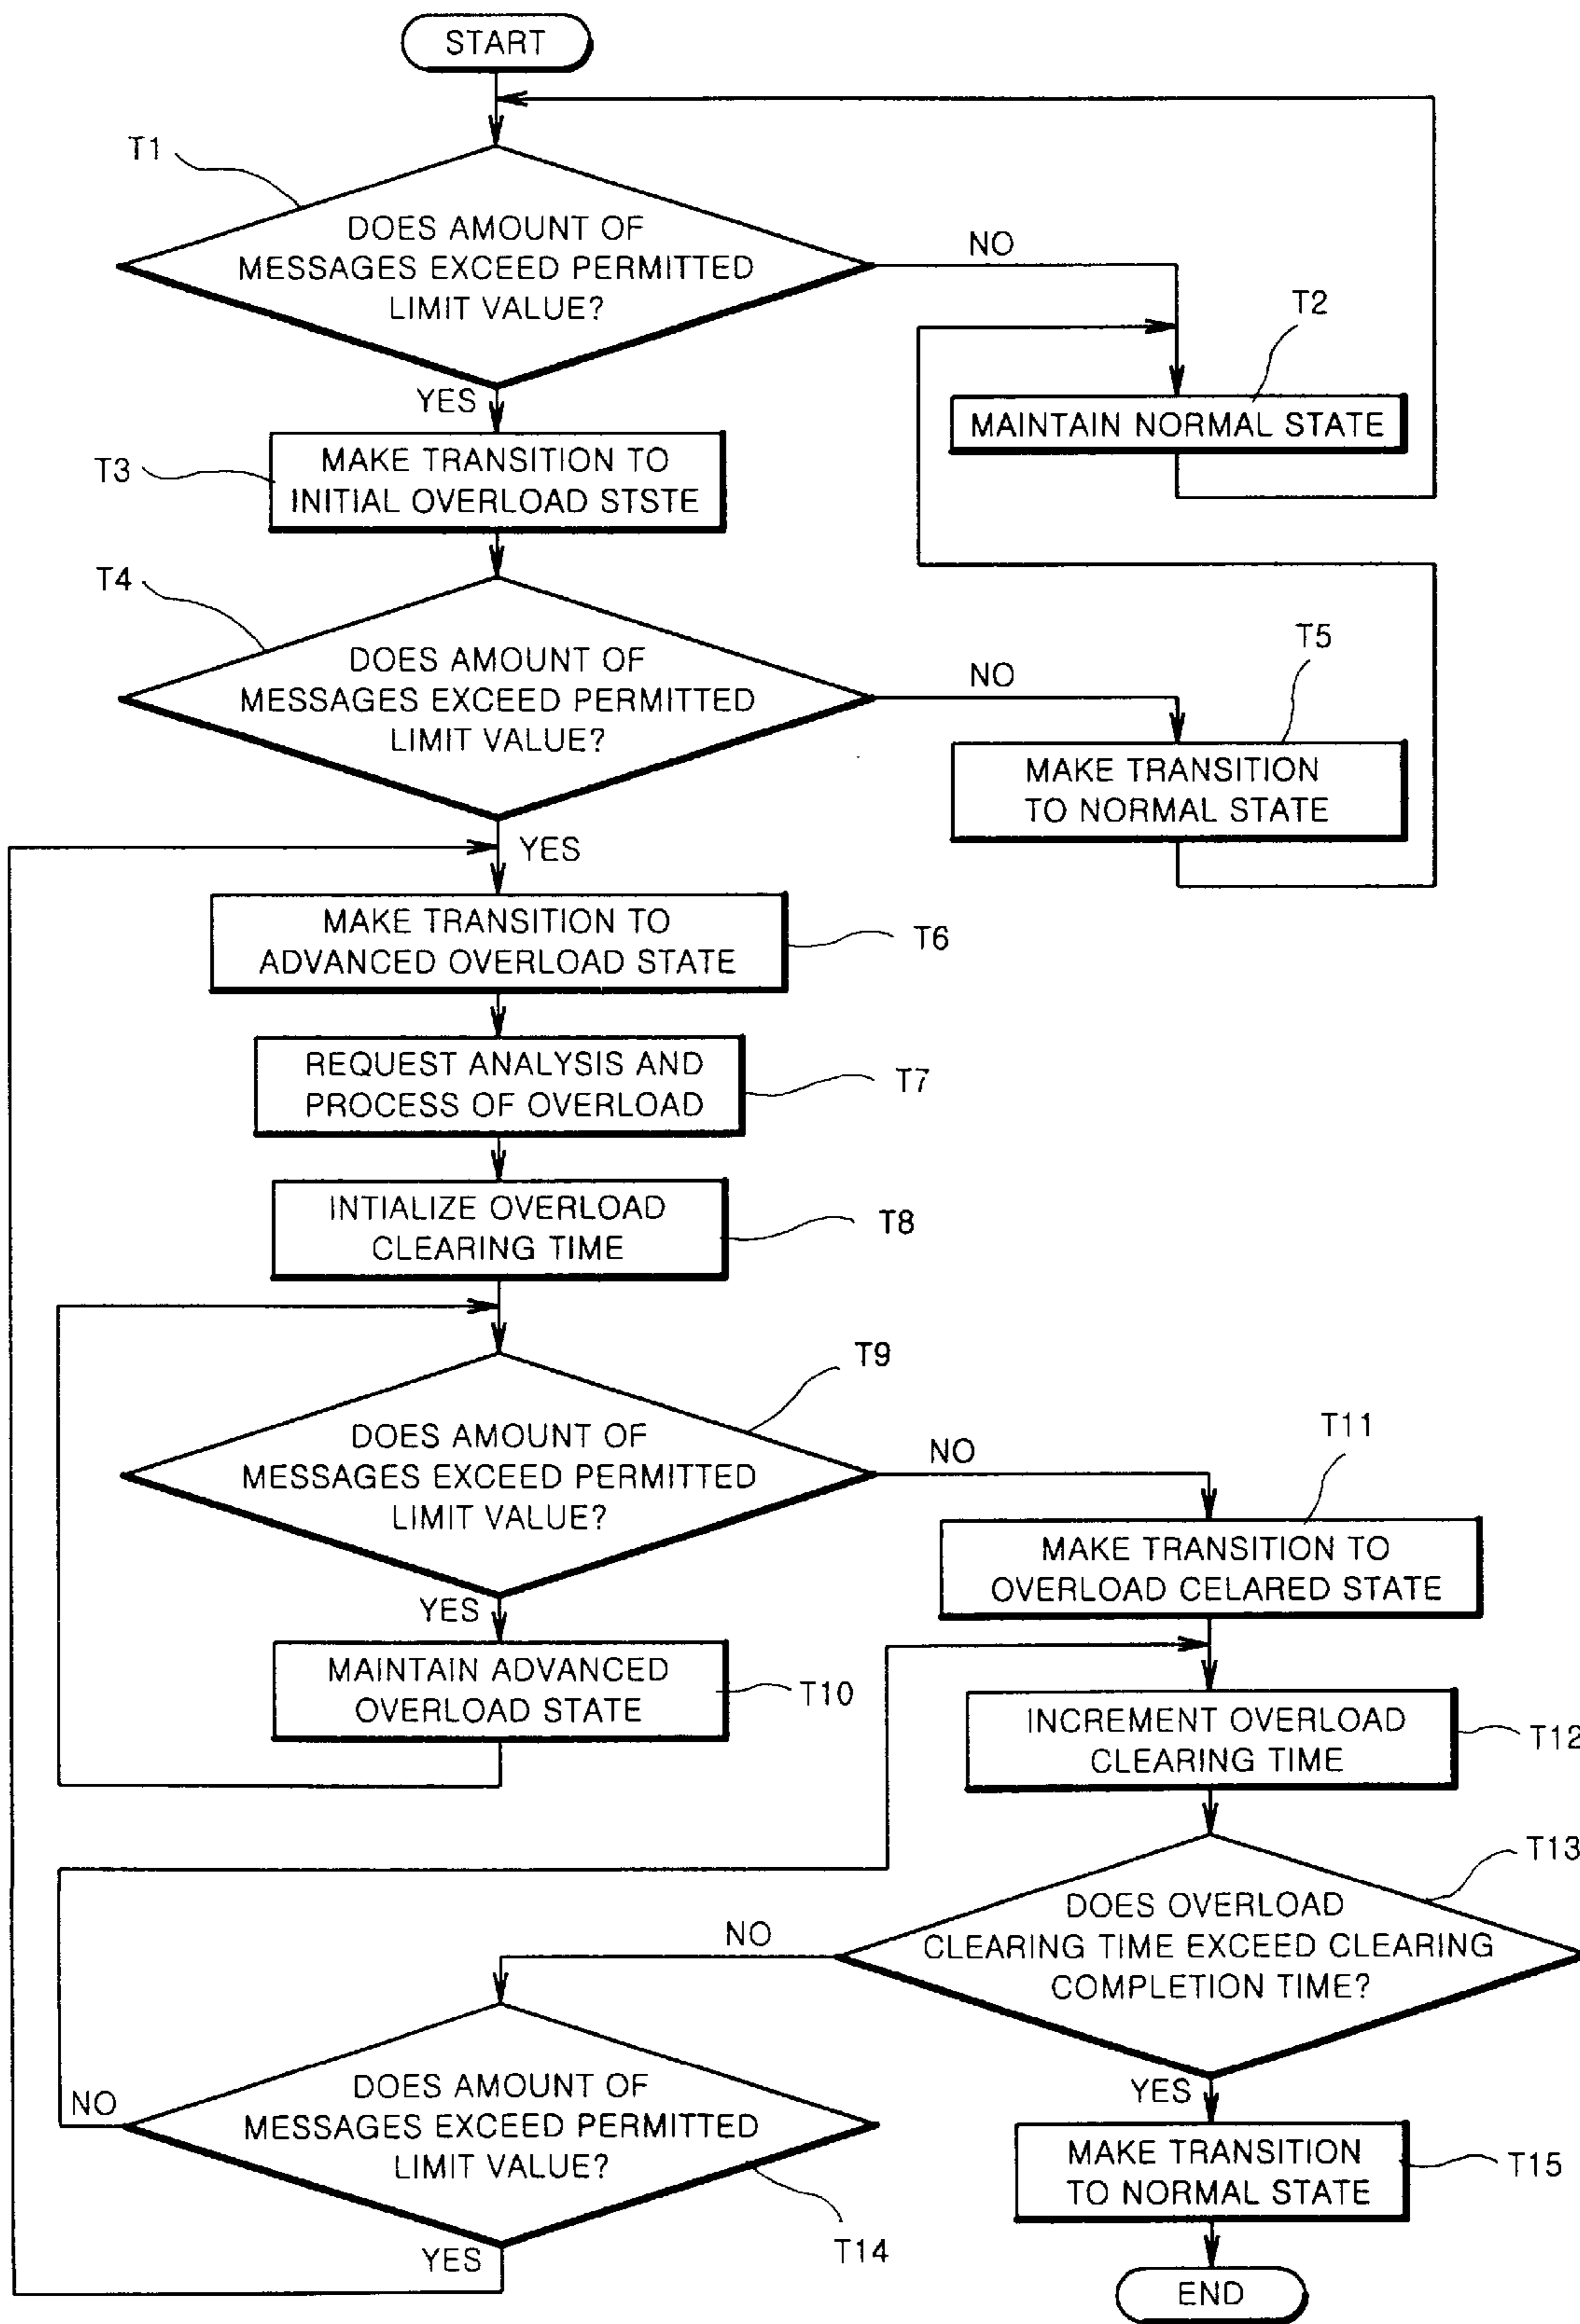 START
T1
DOES AMOUNT OF
MESSAGES EXCEED PERMITTED
LIMIT VALUE?
NO
T2
MAINTAIN NORMAL STATE
YES
T3
MAKE TRANSITION TO
INITIAL OVERLOAD STSTE
T4
DOES AMOUNT OF
MESSAGES EXCEED PERMITTED
LIMIT VALUE?
NO
T5
MAKE TRANSITION
TO NORMAL STATE
YES
MAKE TRANSITION TO
ADVANCED OVERLOAD STATE
T6
REQUEST ANALYSIS AND
PROCESS OF OVERLOAD
T7
INTIALIZE OVERLOAD
CLEARING TIME
T8
T9
DOES AMOUNT OF
MESSAGES EXCEED PERMITTED
LIMIT VALUE?
NO
T11
MAKE TRANSITION TO
OVERLOAD CELARED STATE
YES
MAINTAIN ADVANCED
OVERLOAD STATE
T10
INCREMENT OVERLOAD
CLEARING TIME
T12
T13
DOES OVERLOAD
CLEARING TIME EXCEED CLEARING
COMPLETION TIME?
NO
DOES AMOUNT OF
MESSAGES EXCEED PERMITTED
LIMIT VALUE?
NO
T14
YES
YES
MAKE TRANSITION
TO NORMAL STATE
T15
END